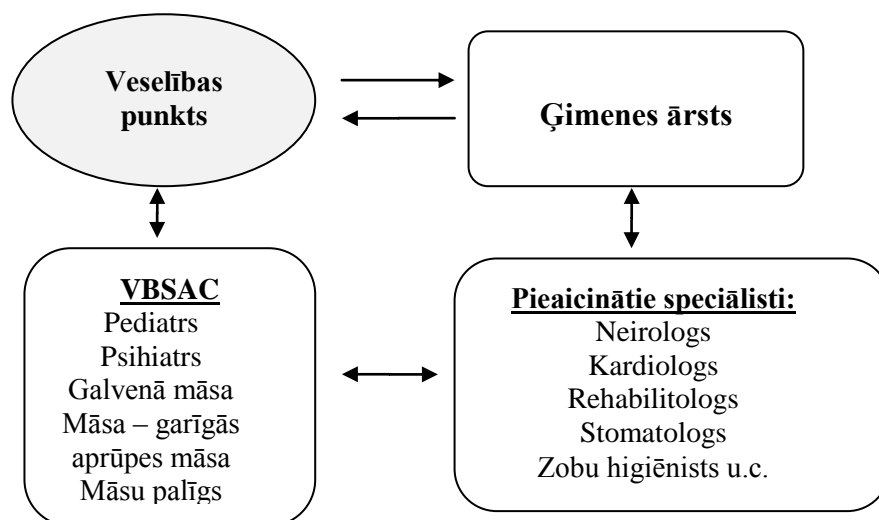 Veselības
punkts
Ģimenes ārsts
VBSAC
Pediatrs
Psihiatrs
Galvenā māsa
Māsa – garīgās
aprūpes māsa
Māsu palīgs
Pieaicinātie speciālisti:
Neirologs
Kardiologs
Rehabilitologs
Stomatologs
Zobu higiēnists u.c.